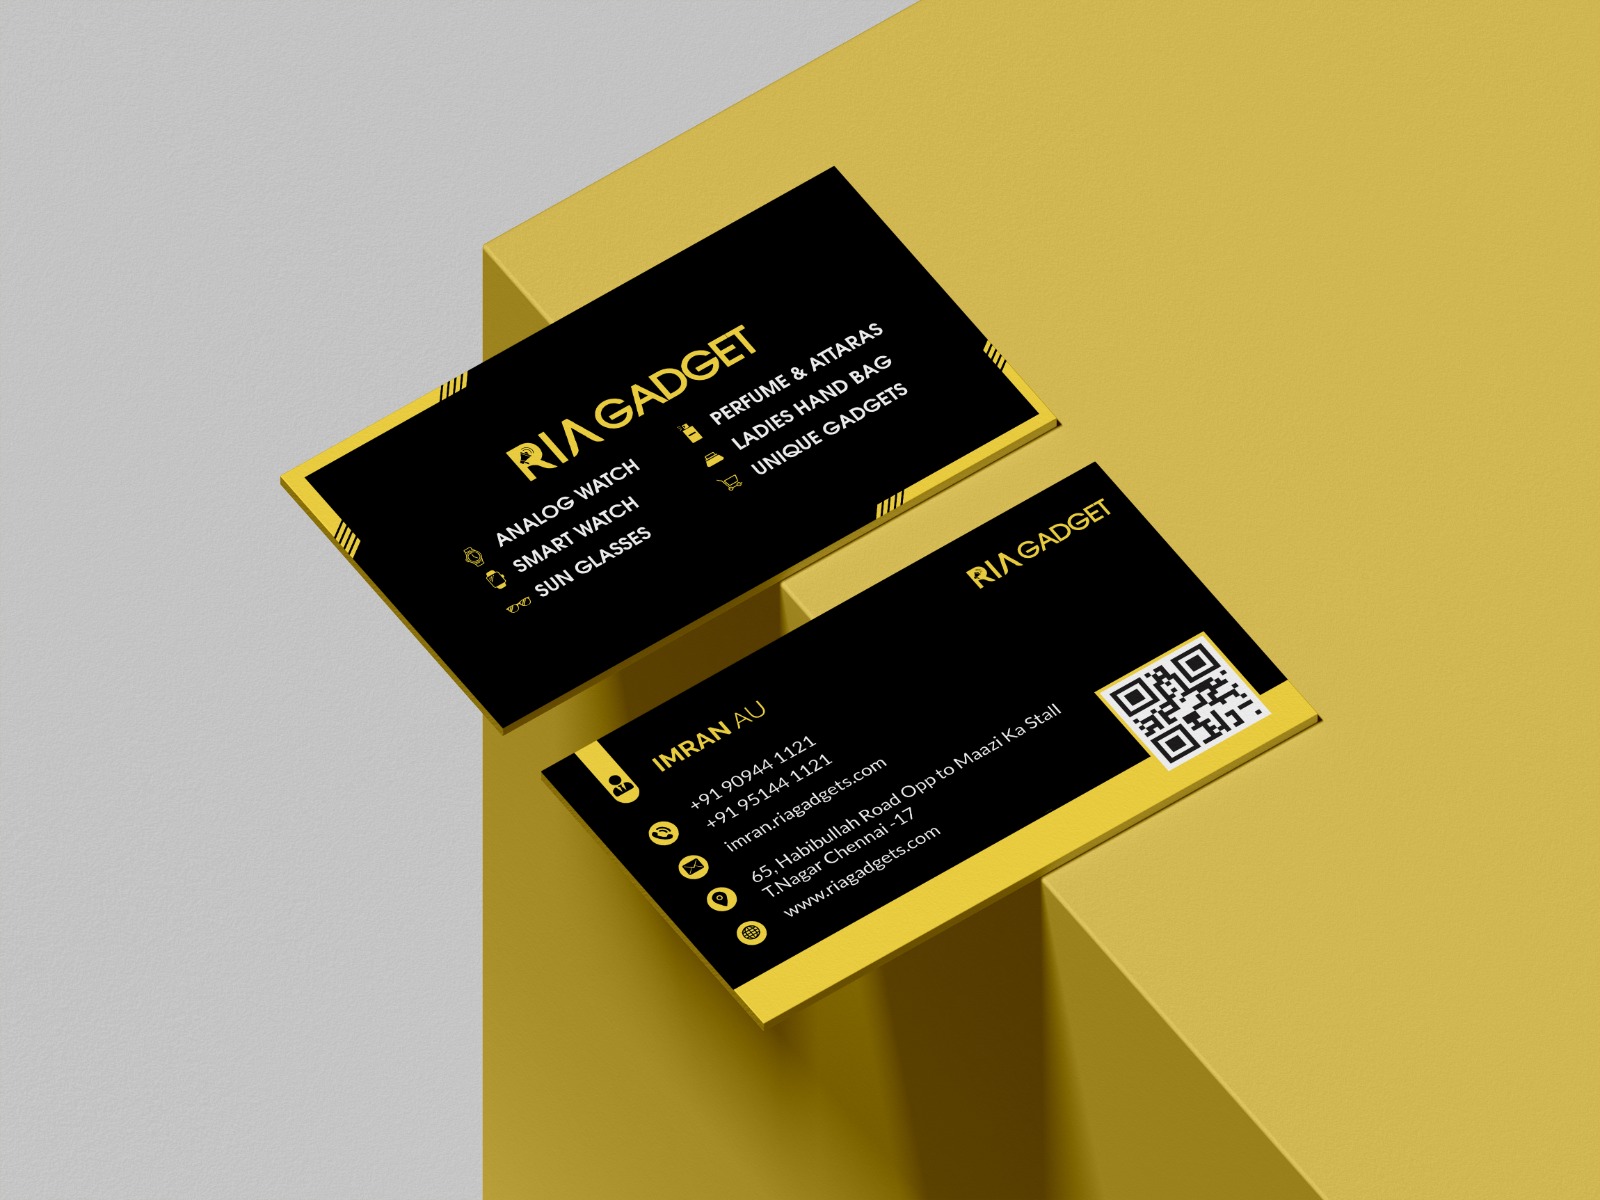 RIA GADGET
ANALOG WATCH
SMART WATCH
SUN GLASSES
PERFUME & ATTARAS
LADIES HAND BAG
UNIQUE GADGETS
RIA GADGET
IMRAN AU
+91 90944 1121
+91 95144 1121
imran.riagadgets.com
65, Habibullah Road Opp to Maazi Ka Stall
T.Nagar Chennai -17
www.riagadgets.com